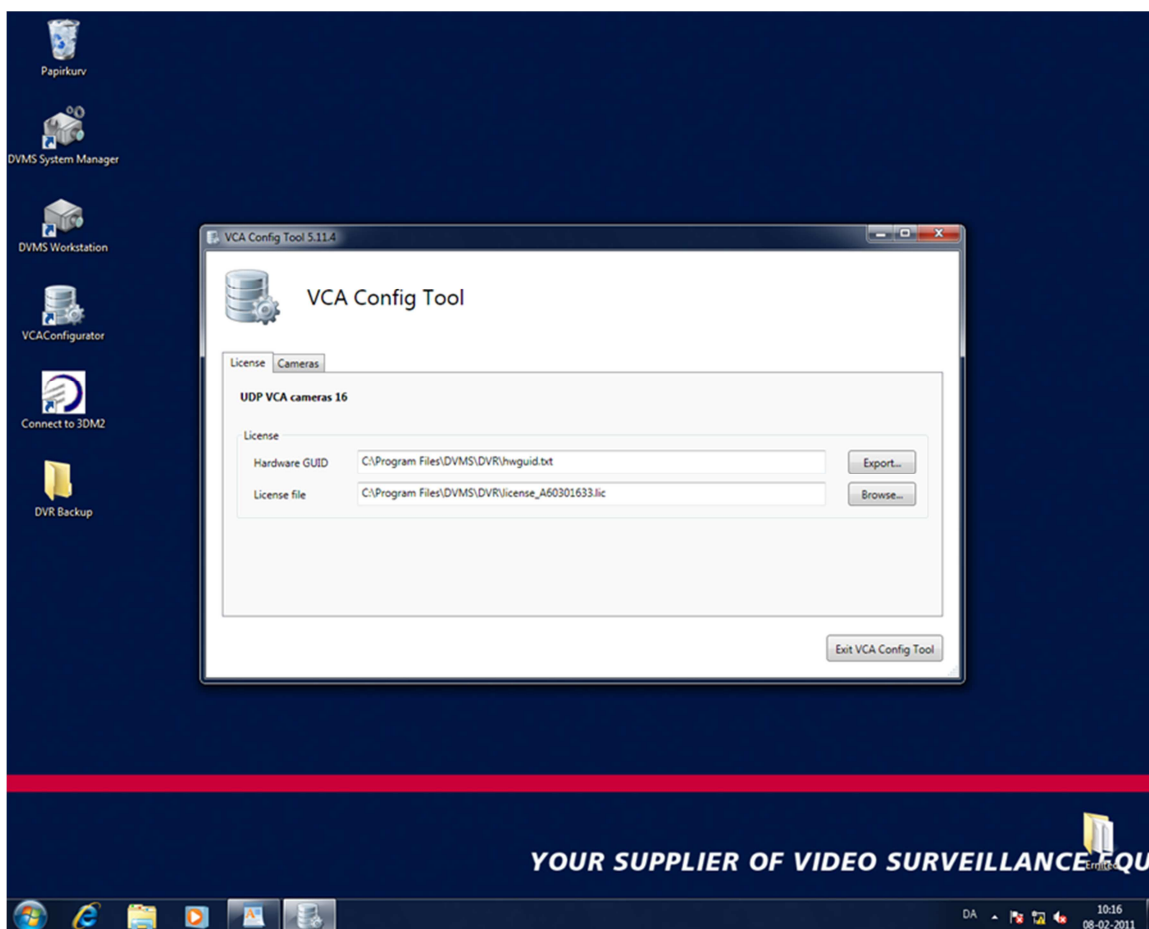 Papirkurv
DVMS System Manager
DVMS Workstation
VCAConfigurator
Connect to 3DM2
DVR Backup
VCA Config Tool 5.11.4
VCA Config Tool
License Cameras
UDP VCA cameras 16
License
Hardware GUID C:\Program Files\DVMS\DVR\hwguid.txt Export...
License file C:\Program Files\DVMS\DVR\license_A60301633.lic Browse...
Exit VCA Config Tool
YOUR SUPPLIER OF VIDEO SURVEILLANCE EQU
DA 10:16
08-02-2011